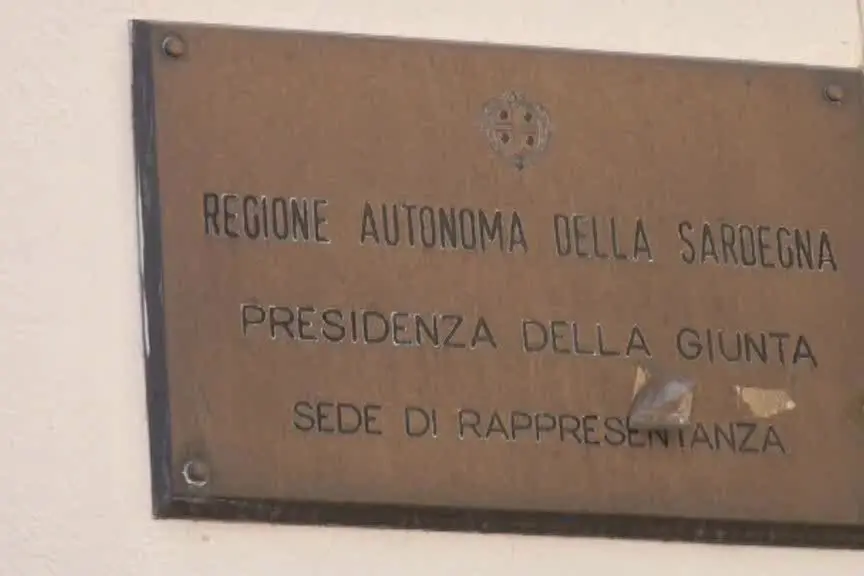 REGIONE AUTONOMA DELLA SARDEGNA
PRESIDENZA DELLA GIUNTA
SEDE DI RAPPRESENTANZA